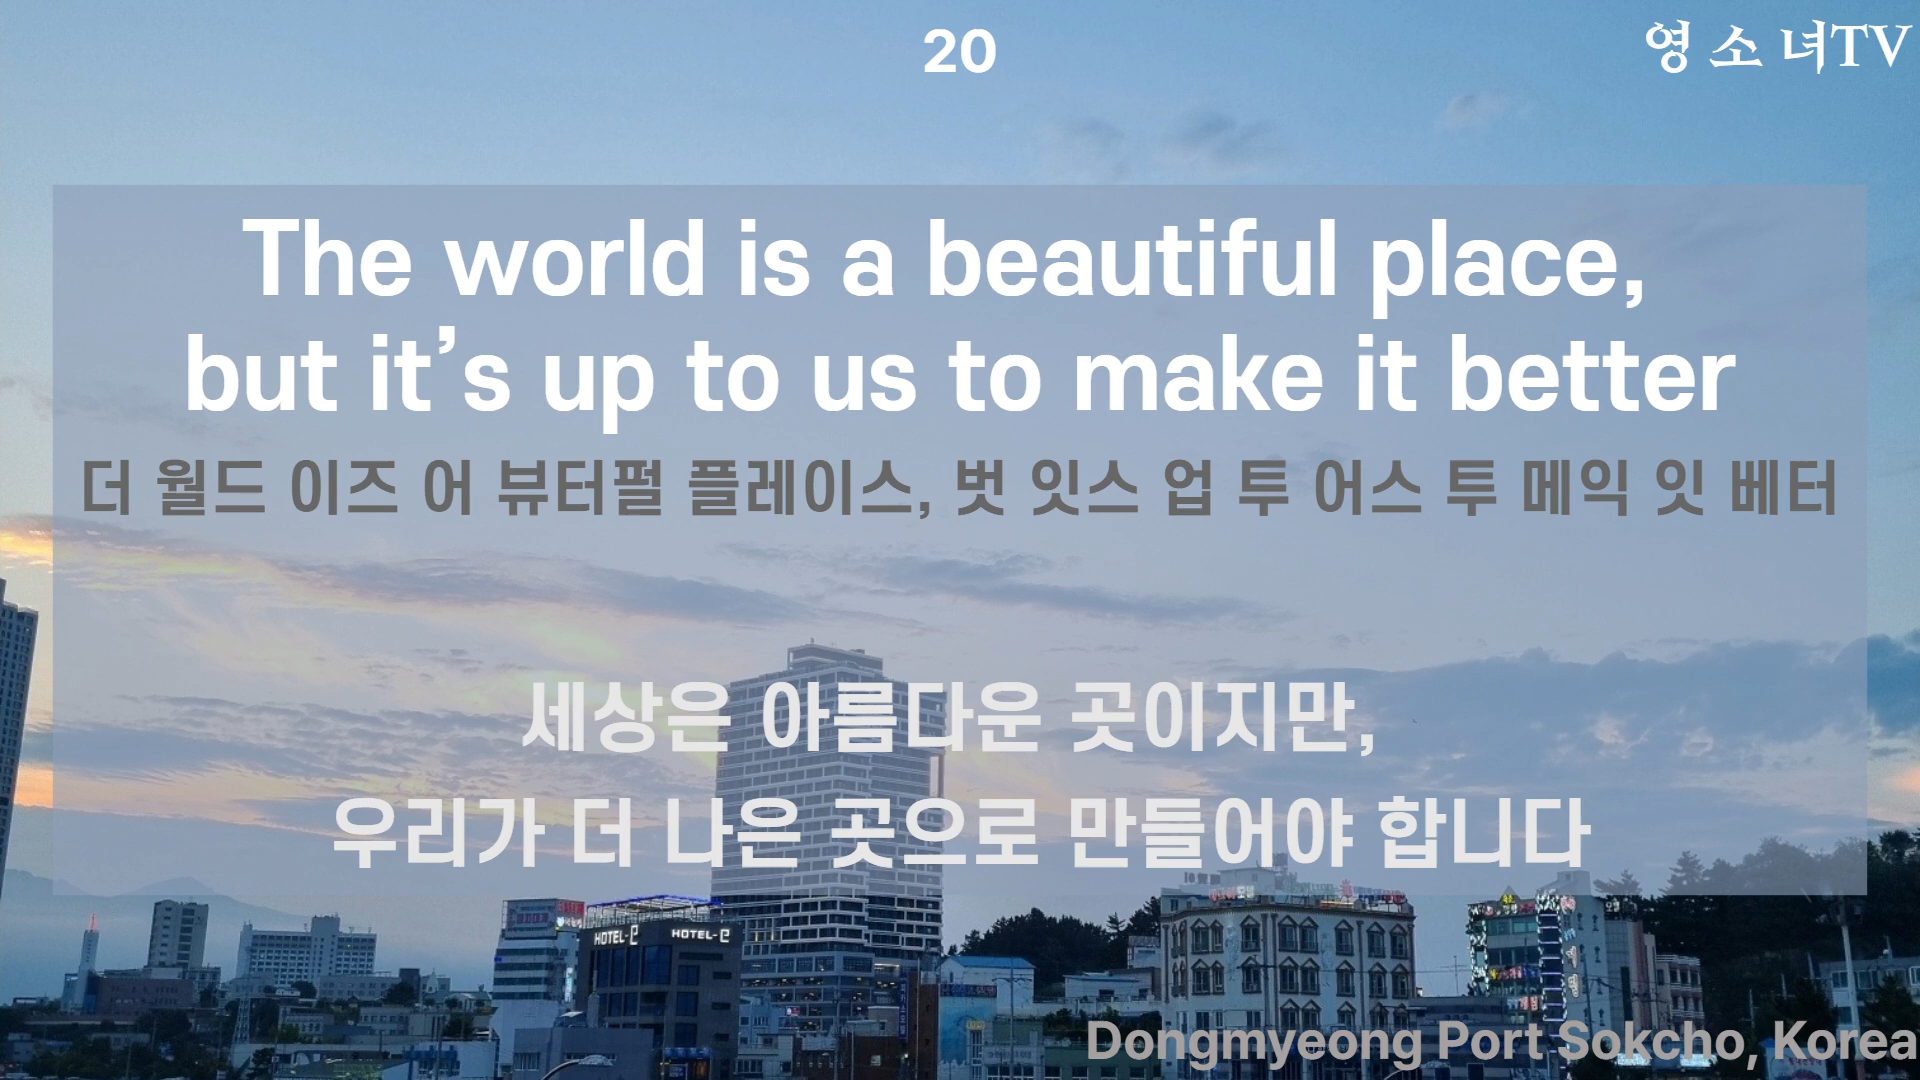 20
영 소 녀TV
The world is a beautiful place,
but it’s up to us to make it better
더 월드 이즈 어 뷰터펄 플레이스, 벗 잇스 업 투 어스 투 메익 잇 베터
세상은 아름다운 곳이지만,
우리가 더 나은 곳으로 만들어야 합니다
HOTEL-e HOTEL-e
Dongmyeong Port Sokcho, Korea